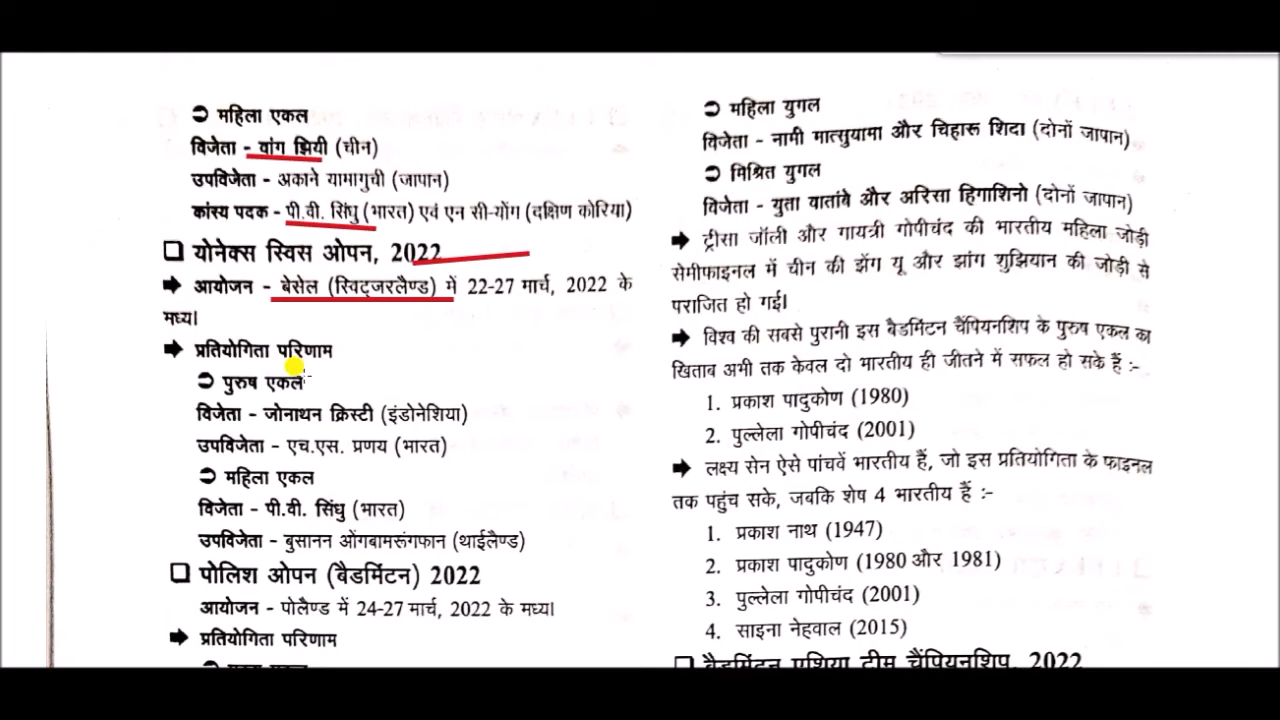 ➲ महिला एकल
विजेता - वांग झियी (चीन)
उपविजेता - अकाने यामागुची (जापान)
कांस्य पदक - पी.वी. सिंधु (भारत) एवं एन सी-योंग (दक्षिण कोरिया)
❑ योनेक्स स्विस ओपन, 2022
➡ आयोजन - बेसेल (स्विट्जरलैण्ड) में 22-27 मार्च, 2022 के
मध्य।
➡ प्रतियोगिता परिणाम
➲ पुरुष एकल
विजेता - जोनाथन क्रिस्टी (इंडोनेशिया)
उपविजेता - एच.एस. प्रणय (भारत)
➲ महिला एकल
विजेता - पी.वी. सिंधु (भारत)
उपविजेता - बुसानन ओंगबामरूंगफान (थाईलैण्ड)
❑ पोलिश ओपन (बैडमिंटन) 2022
आयोजन - पोलैण्ड में 24-27 मार्च, 2022 के मध्य।
➡ प्रतियोगिता परिणाम
➲ महिला युगल
विजेता - नामी मात्सुयामा और चिहारू शिदा (दोनों जापान)
➲ मिश्रित युगल
विजेता - युता वातांबे और अरिसा हिगाशिनो (दोनों जापान)
➡ ट्रीसा जॉली और गायत्री गोपीचंद की भारतीय महिला जोड़ी
सेमीफाइनल में चीन की झेंग यू और झांग शुझियान की जोड़ी से
पराजित हो गई।
➡ विश्व की सबसे पुरानी इस बैडमिंटन चैंपियनशिप के पुरुष एकल का
खिताब अभी तक केवल दो भारतीय ही जीतने में सफल हो सके हैं :-
1. प्रकाश पादुकोण (1980)
2. पुल्लेला गोपीचंद (2001)
➡ लक्ष्य सेन ऐसे पांचवें भारतीय हैं, जो इस प्रतियोगिता के फाइनल
तक पहुंच सके, जबकि शेष 4 भारतीय हैं :-
1. प्रकाश नाथ (1947)
2. प्रकाश पादुकोण (1980 और 1981)
3. पुल्लेला गोपीचंद (2001)
4. साइना नेहवाल (2015)
❑ बैडमिंटन एशिया टीम चैंपियनशिप, 2022